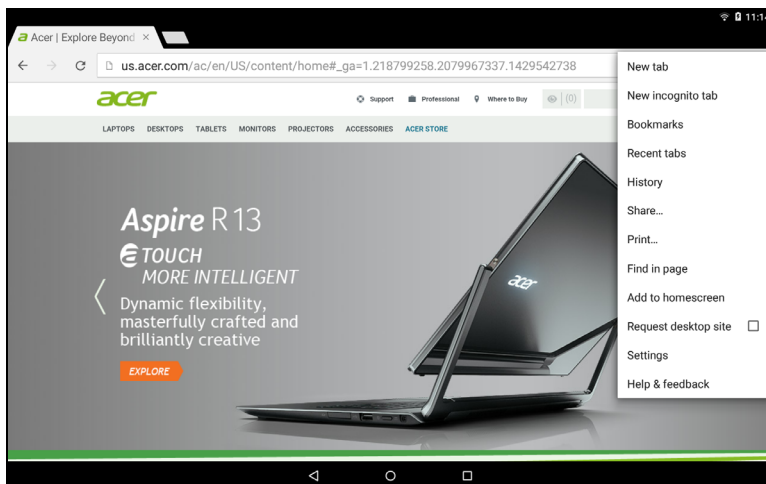 11:14
a Acer | Explore Beyond ×
us.acer.com/ac/en/US/content/home#_ga=1.218799258.2079967337.1429542738
acer
Support Professional Where to Buy (0)
LAPTOPS DESKTOPS TABLETS MONITORS PROJECTORS ACCESSORIES ACER STORE
Aspire R 13
TOUCH
MORE INTELLIGENT
Dynamic flexibility,
masterfully crafted and
brilliantly creative
EXPLORE
acer
New tab
New incognito tab
Bookmarks
Recent tabs
History
Share...
Print...
Find in page
Add to homescreen
Request desktop site
Settings
Help & feedback